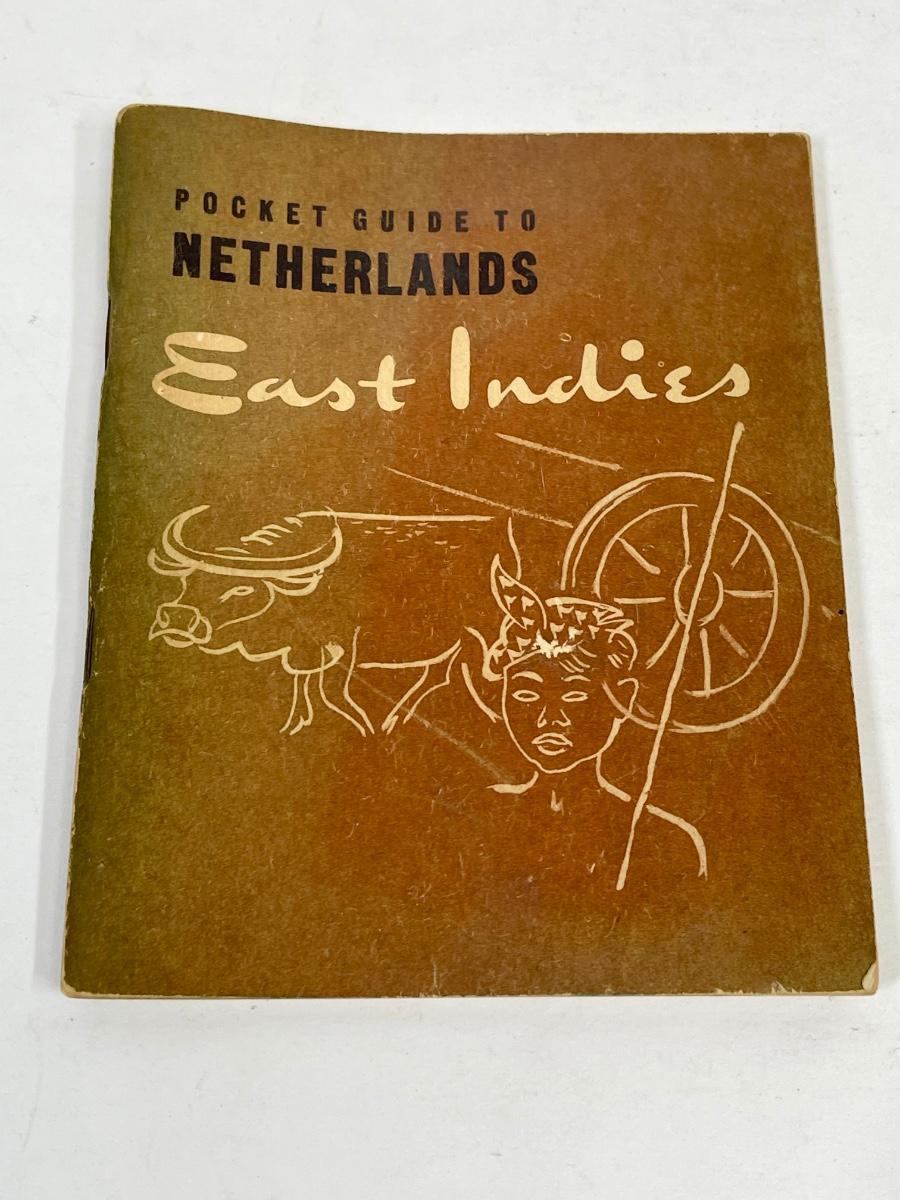 POCKET GUIDE TO
NETHERLANDS
East Indies